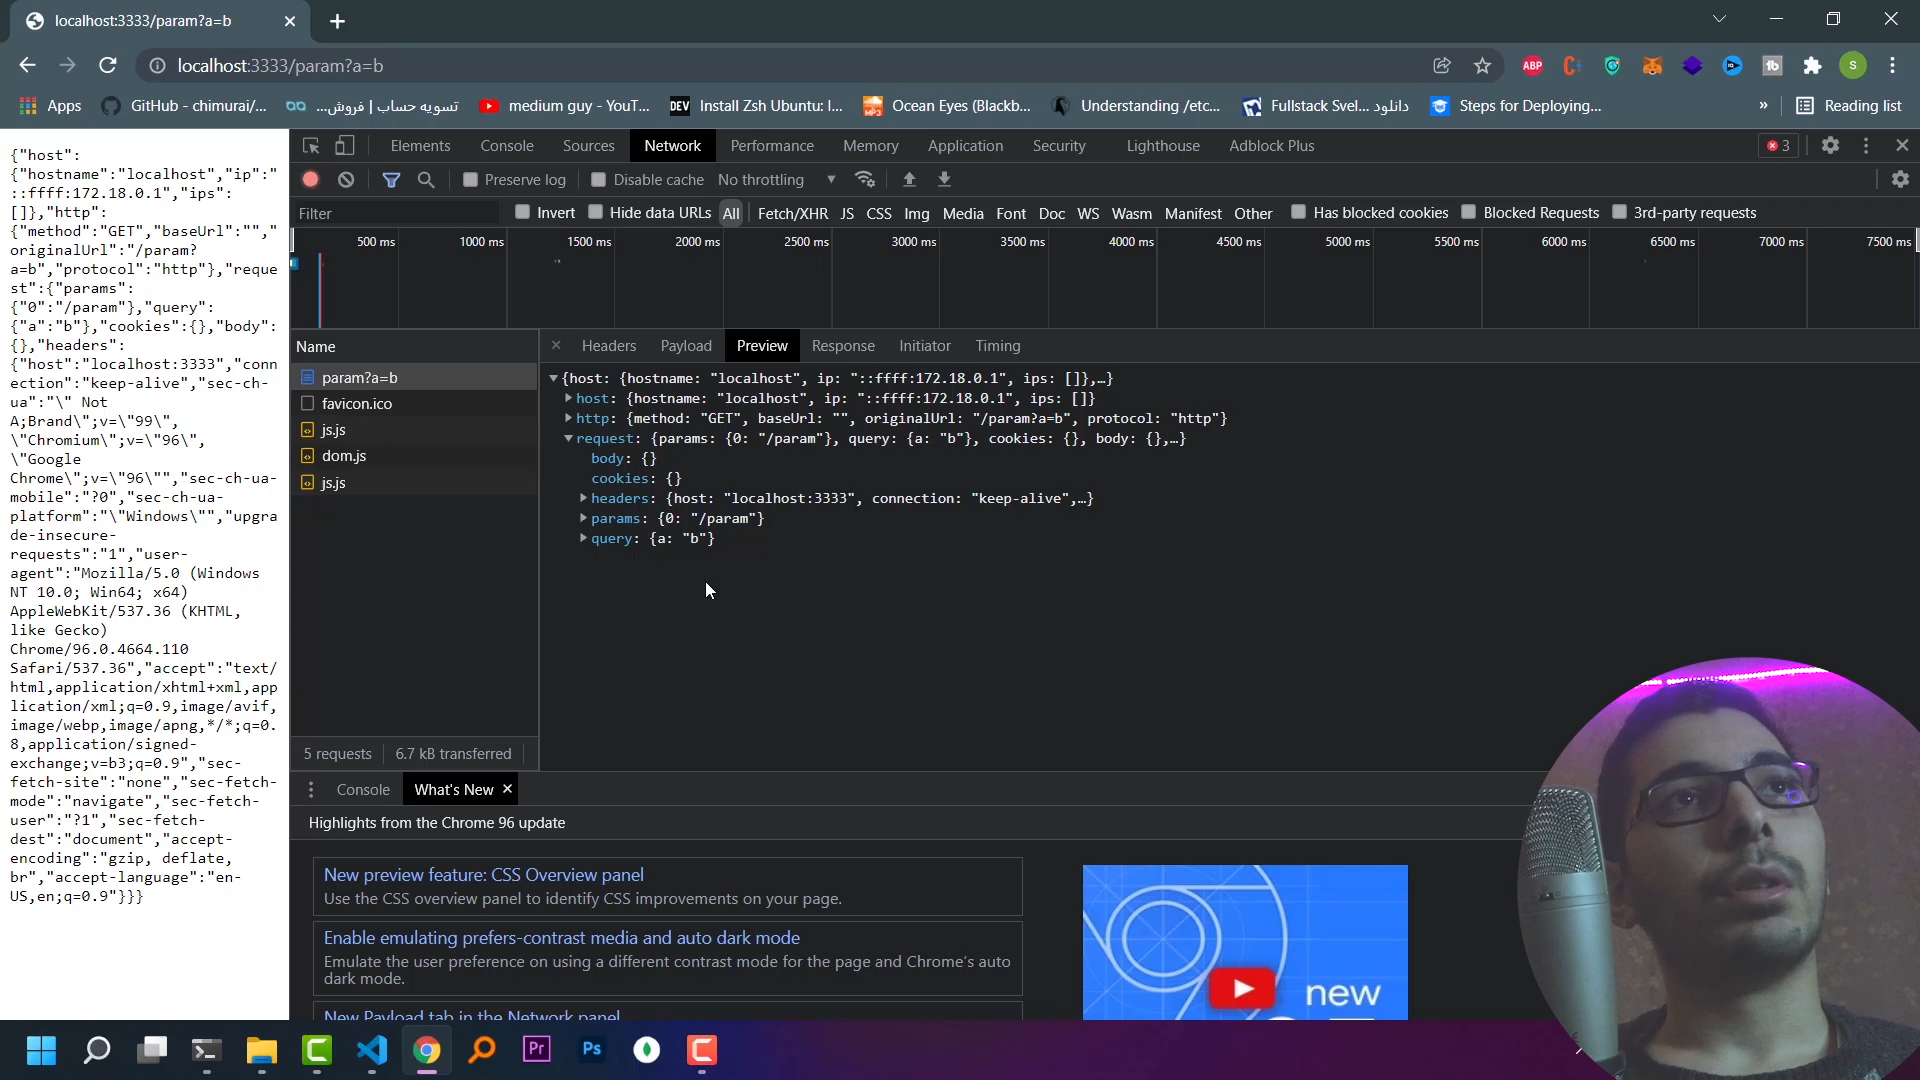 localhost:3333/param?a=b
localhost:3333/param?a=b
ABP
S
Apps
GitHub - chimurai/...
تسویه حساب | فروش...
medium guy - YouT...
DEV
Install Zsh Ubuntu: I...
MP3
Ocean Eyes (Blackb...
Understanding /etc...
دانلود Fullstack Svel...
Steps for Deploying...
»
Reading list
{"host":
{"hostname":"localhost","ip":"
::ffff:172.18.0.1","ips":
[]},"http":
{"method":"GET","baseUrl":"","
originalUrl":"/param?
a=b","protocol":"http"},"reque
st":{"params":
{"0":"/param"},"query":
{"a":"b"},"cookies":{},"body":
{},"headers":
{"host":"localhost:3333","conn
ection":"keep-alive","sec-ch-
ua":"\" Not
A;Brand\";v=\"99\",
\"Chromium\";v=\"96\",
\"Google
Chrome\";v=\"96\"","sec-ch-ua-
mobile":"?0","sec-ch-ua-
platform":"\"Windows\"","upgra
de-insecure-
requests":"1","user-
agent":"Mozilla/5.0 (Windows
NT 10.0; Win64; x64)
AppleWebKit/537.36 (KHTML,
like Gecko)
Chrome/96.0.4664.110
Safari/537.36","accept":"text/
html,application/xhtml+xml,app
lication/xml;q=0.9,image/avif,
image/webp,image/apng,*/*;q=0.
8,application/signed-
exchange;v=b3;q=0.9","sec-
fetch-site":"none","sec-fetch-
mode":"navigate","sec-fetch-
user":"?1","sec-fetch-
dest":"document","accept-
encoding":"gzip, deflate,
br","accept-language":"en-
US,en;q=0.9"}}}
Elements
Console
Sources
Network
Performance
Memory
Application
Security
Lighthouse
Adblock Plus
3
Preserve log
Disable cache
No throttling
Filter
Invert
Hide data URLs
All
Fetch/XHR
JS
CSS
Img
Media
Font
Doc
WS
Wasm
Manifest
Other
Has blocked cookies
Blocked Requests
3rd-party requests
500 ms
1000 ms
1500 ms
2000 ms
2500 ms
3000 ms
3500 ms
4000 ms
4500 ms
5000 ms
5500 ms
6000 ms
6500 ms
7000 ms
7500 ms
Name
param?a=b
favicon.ico
js.js
dom.js
js.js
5 requests
6.7 kB transferred
Headers
Payload
Preview
Response
Initiator
Timing
{host: {hostname: "localhost", ip: "::ffff:172.18.0.1", ips: []},…}
host: {hostname: "localhost", ip: "::ffff:172.18.0.1", ips: []}
http: {method: "GET", baseUrl: "", originalUrl: "/param?a=b", protocol: "http"}
request: {params: {0: "/param"}, query: {a: "b"}, cookies: {}, body: {},…}
body: {}
cookies: {}
headers: {host: "localhost:3333", connection: "keep-alive",…}
params: {0: "/param"}
query: {a: "b"}
Console
What's New
Highlights from the Chrome 96 update
New preview feature: CSS Overview panel
Use the CSS overview panel to identify CSS improvements on your page.
Enable emulating prefers-contrast media and auto dark mode
Emulate the user preference on using a different contrast mode for the page and Chrome's auto
dark mode.
New Payload tab in the Network panel
new
Pr
Ps